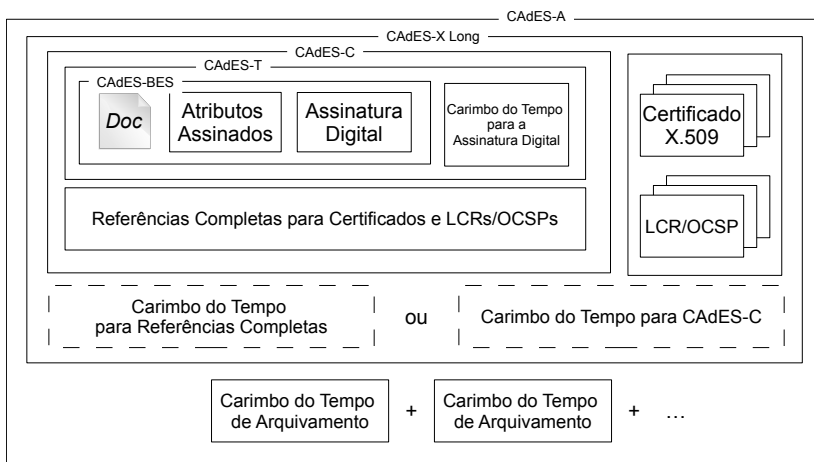 CAdES-A
CAdES-X Long
CAdES-C
CAdES-T
CAdES-BES
Doc
Atributos
Assinados
Assinatura
Digital
Carimbo do Tempo
para a
Assinatura Digital
Certificado
X.509
Referências Completas para Certificados e LCRs/OCSPs
LCR/OCSP
Carimbo do Tempo
para Referências Completas
ou
Carimbo do Tempo para CAdES-C
Carimbo do Tempo
de Arquivamento
+
Carimbo do Tempo
de Arquivamento
+ ...